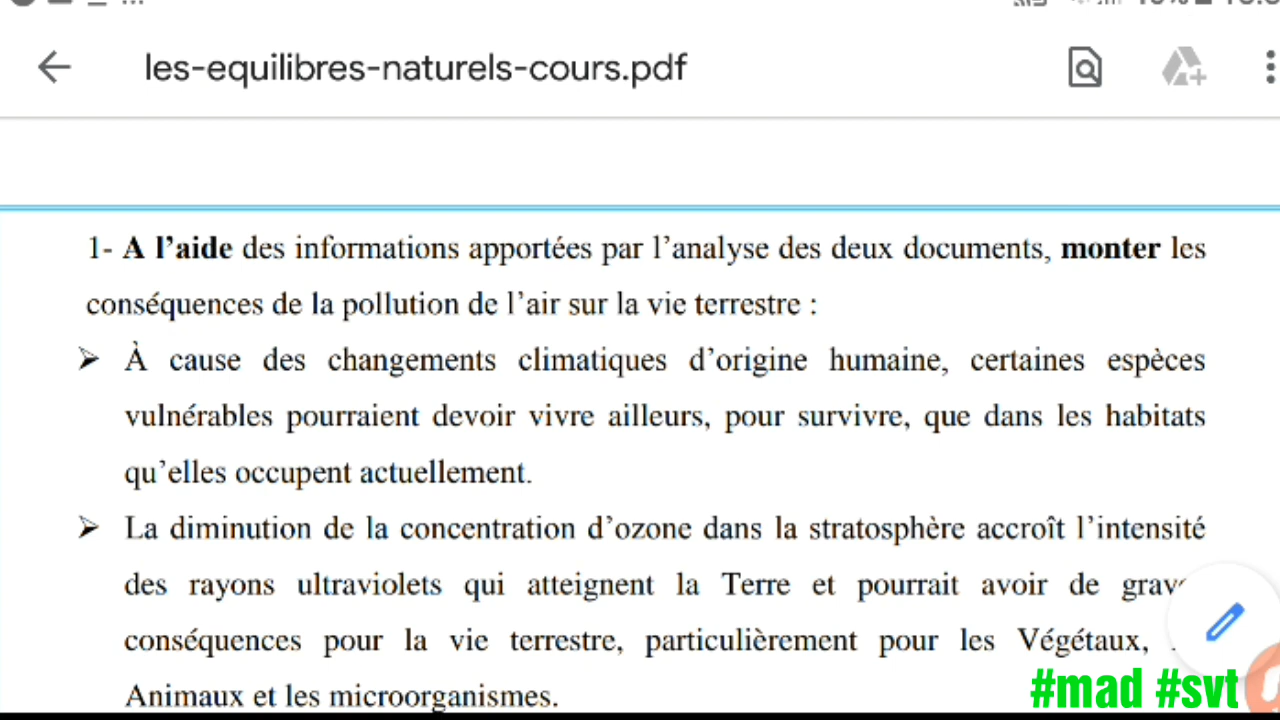 les-equilibres-naturels-cours.pdf
1- A l’aide des informations apportées par l’analyse des deux documents, monter les
conséquences de la pollution de l’air sur la vie terrestre :
➢ À cause des changements climatiques d’origine humaine, certaines espèces
vulnérables pourraient devoir vivre ailleurs, pour survivre, que dans les habitats
qu’elles occupent actuellement.
➢ La diminution de la concentration d’ozone dans la stratosphère accroît l’intensité
des rayons ultraviolets qui atteignent la Terre et pourrait avoir de
conséquences pour la vie terrestre, particulièrement pour les Végétaux,
Animaux et les microorganismes.
#mad #svt